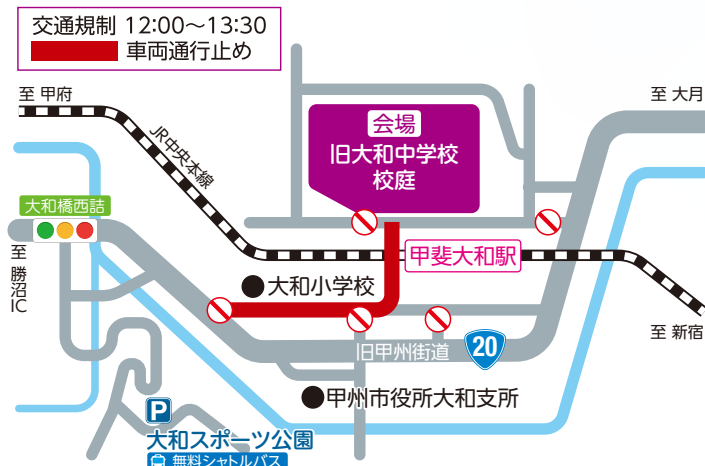 交通規制 12:00〜13:30
車両通行止め
至 甲府
至 大月
JR中央本線
会場
旧大和中学校
校庭
大和橋西詰
至 勝沼IC
甲斐大和駅
大和小学校
至 新宿
旧甲州街道
20
甲州市役所大和支所
P
大和スポーツ公園
無料シャトルバス